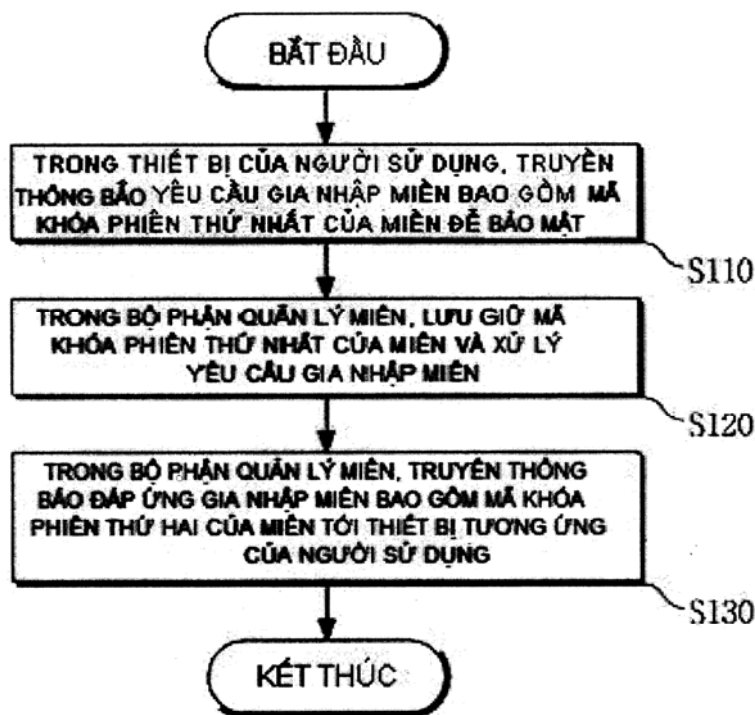 BẮT ĐẦU
TRONG THIẾT BỊ CỦA NGƯỜI SỬ DỤNG, TRUYỀN
THÔNG BÁO YÊU CẦU GIA NHẬP MIỀN BAO GỒM MÃ
KHÓA PHIÊN THỨ NHẤT CỦA MIỀN ĐỂ BẢO MẬT
S110
TRONG BỘ PHẬN QUẢN LÝ MIỀN, LƯU GIỮ MÃ
KHÓA PHIÊN THỨ NHẤT CỦA MIỀN VÀ XỬ LÝ
YÊU CẦU GIA NHẬP MIỀN
S120
TRONG BỘ PHẬN QUẢN LÝ MIỀN, TRUYỀN THÔNG
BÁO ĐÁP ỨNG GIA NHẬP MIỀN BAO GỒM MÃ KHÓA
PHIÊN THỨ HAI CỦA MIỀN TỚI THIẾT BỊ TƯƠNG ỨNG
CỦA NGƯỜI SỬ DỤNG
S130
KẾT THÚC